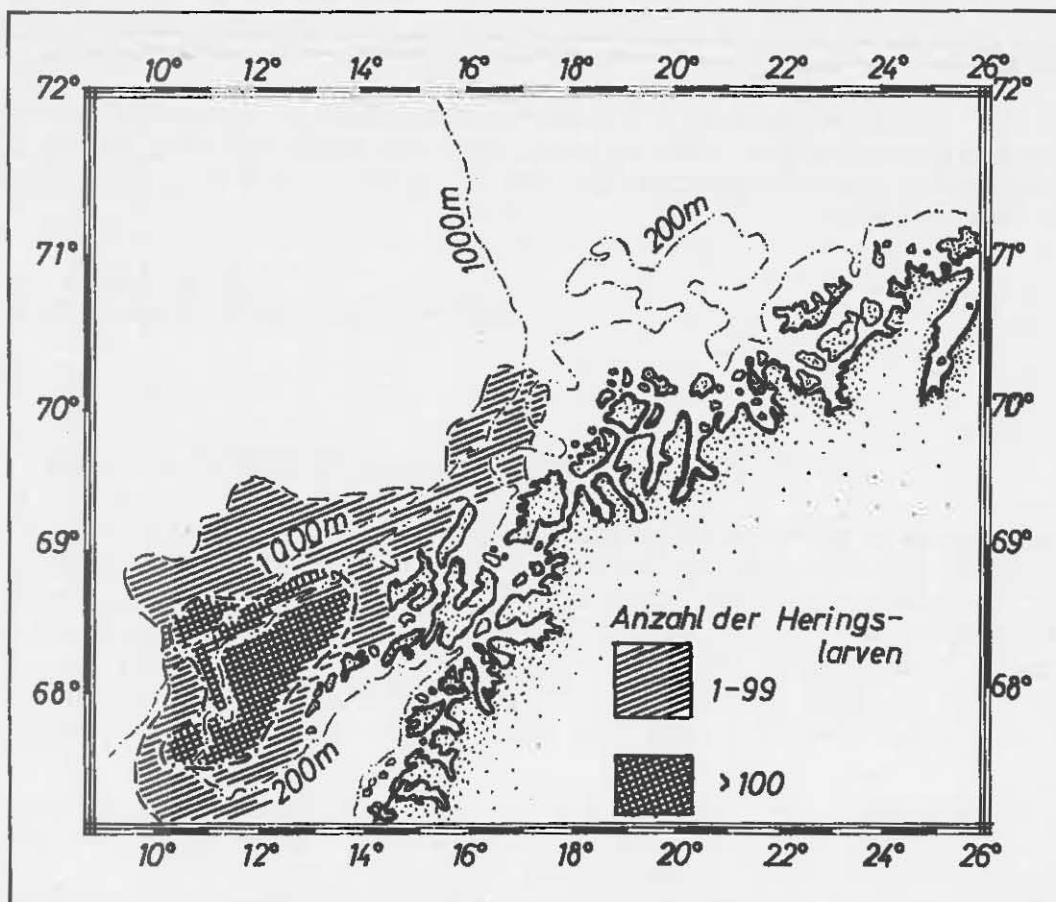 10° 12° 14° 16° 18° 20° 22° 24° 26°
72° 72°
1000m
200m
71° 71°
70° 70°
1000m
69° 69°
Anzahl der Herings-
larven
68° 68°
1-99
200m
>100
10° 12° 14° 16° 18° 20° 22° 24° 26°